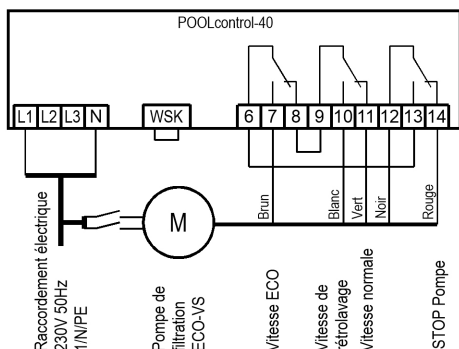 POOLcontrol-40
L1 L2 L3 N WSK 6 7 8 9 10 11 12 13 14
Brun
Blanc
Vert
Noir
Rouge
M
Raccordement électrique
230V 50Hz
1/N/PE
Pompe de
filtration
ECO-VS
Vitesse ECO
Vitesse de
rétrolavage
Vitesse normale
STOP Pompe